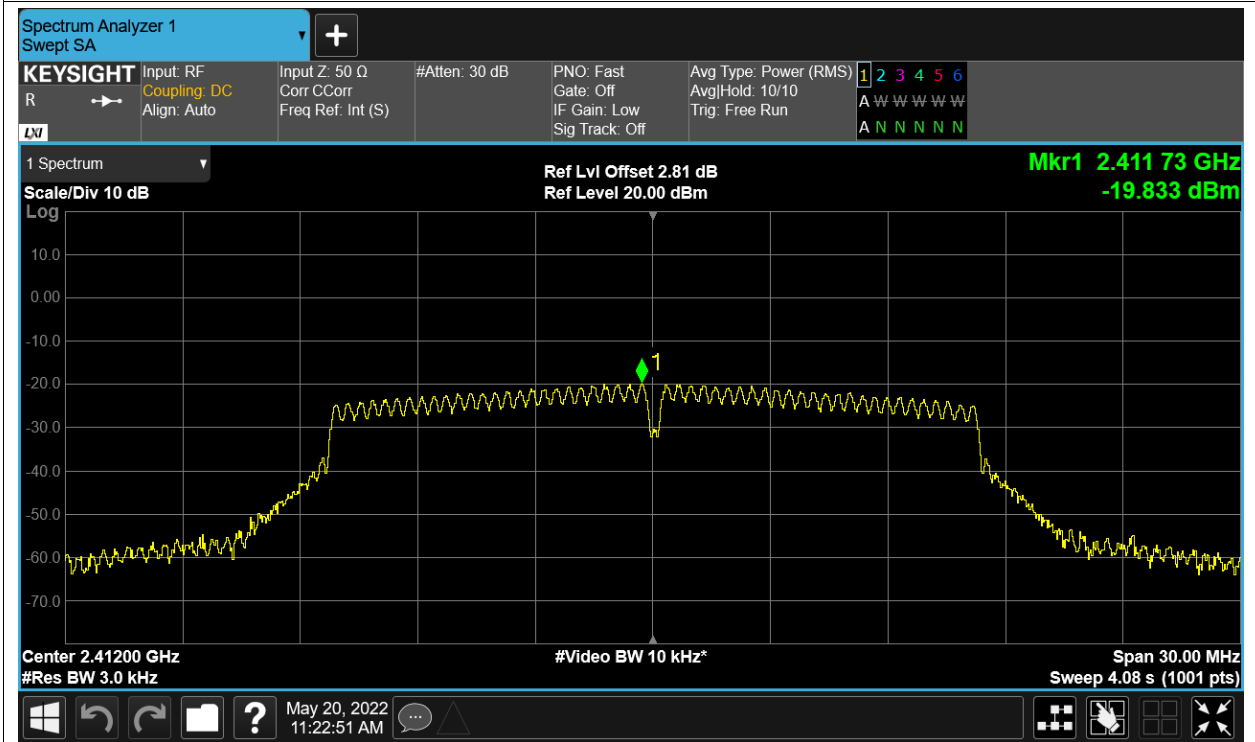 Spectrum Analyzer 1
Swept SA
+
KEYSIGHT
R
LXI
Input: RF
Coupling: DC
Align: Auto
Input Z: 50 Ω
Corr CCorr
Freq Ref: Int (S)
#Atten: 30 dB
PNO: Fast
Gate: Off
IF Gain: Low
Sig Track: Off
Avg Type: Power (RMS)
Avg|Hold: 10/10
Trig: Free Run
1 2 3 4 5 6
A W W W W W
A N N N N N
1 Spectrum
Scale/Div 10 dB
Log
Ref Lvl Offset 2.81 dB
Ref Level 20.00 dBm
Mkr1 2.411 73 GHz
-19.833 dBm
10.0
0.00
-10.0
-20.0
-30.0
-40.0
-50.0
-60.0
-70.0
1
Center 2.41200 GHz
#Res BW 3.0 kHz
#Video BW 10 kHz*
Span 30.00 MHz
Sweep 4.08 s (1001 pts)
?
May 20, 2022
11:22:51 AM